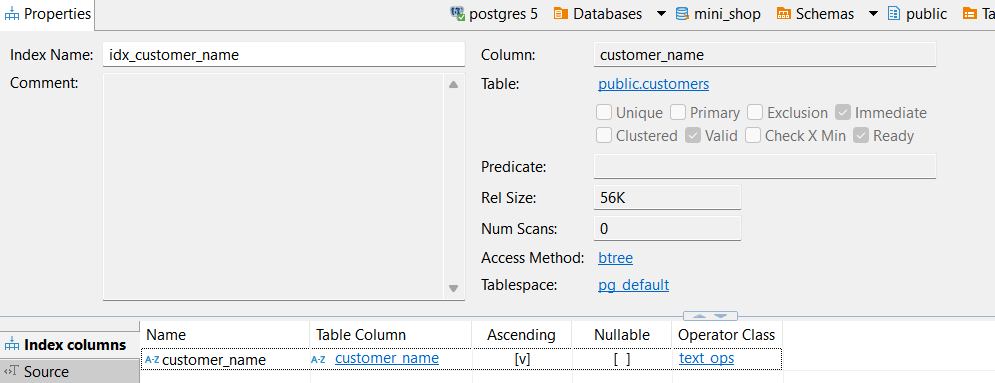 Properties
postgres 5 Databases mini_shop Schemas public
Index Name: idx_customer_name
Comment:
Column: customer_name
Table: public.customers
Unique Primary Exclusion Immediate
Clustered Valid Check X Min Ready
Predicate:
Rel Size: 56K
Num Scans: 0
Access Method: btree
Tablespace: pg_default
Index columns
Source
Name Table Column Ascending Nullable Operator Class
A-Z customer_name A-Z customer_name [v] [ ] text_ops